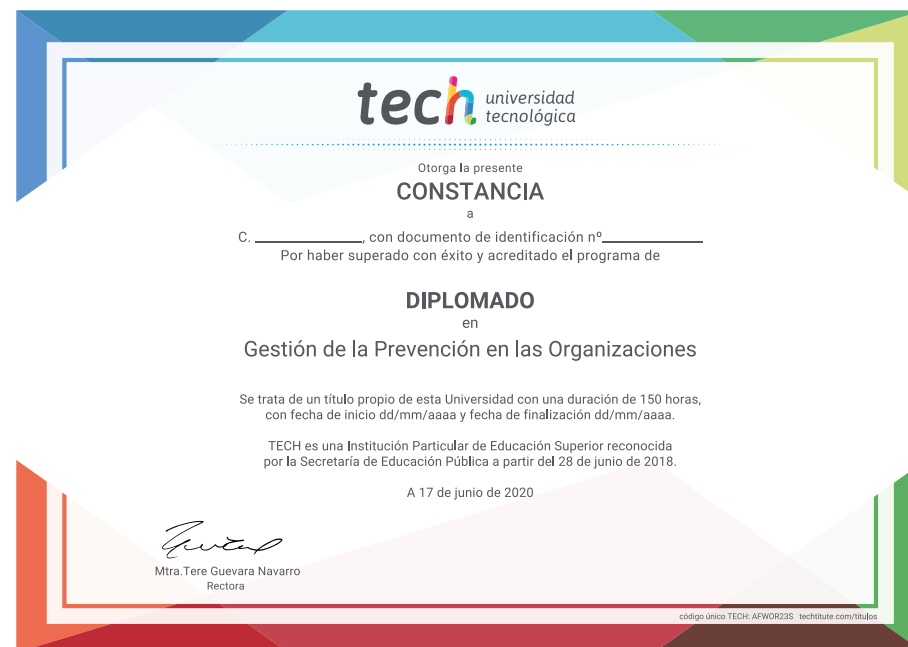 tech universidad
tecnológica
Otorga la presente
CONSTANCIA
a
C. ____________, con documento de identificación nº____________
Por haber superado con éxito y acreditado el programa de
DIPLOMADO
en
Gestión de la Prevención en las Organizaciones
Se trata de un título propio de esta Universidad con una duración de 150 horas,
con fecha de inicio dd/mm/aaaa y fecha de finalización dd/mm/aaaa.
TECH es una Institución Particular de Educación Superior reconocida
por la Secretaría de Educación Pública a partir del 28 de junio de 2018.
A 17 de junio de 2020
Mtra.Tere Guevara Navarro
Rectora
código único TECH: AFWOR23S techtitute.com/titulos